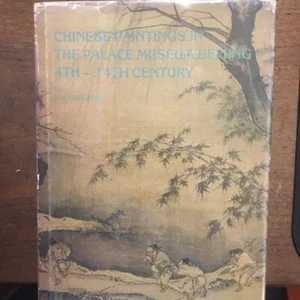 CHINESE PAINTINGS IN
THE PALACE MUSEUM, BEIJING
4TH – 14TH CENTURY